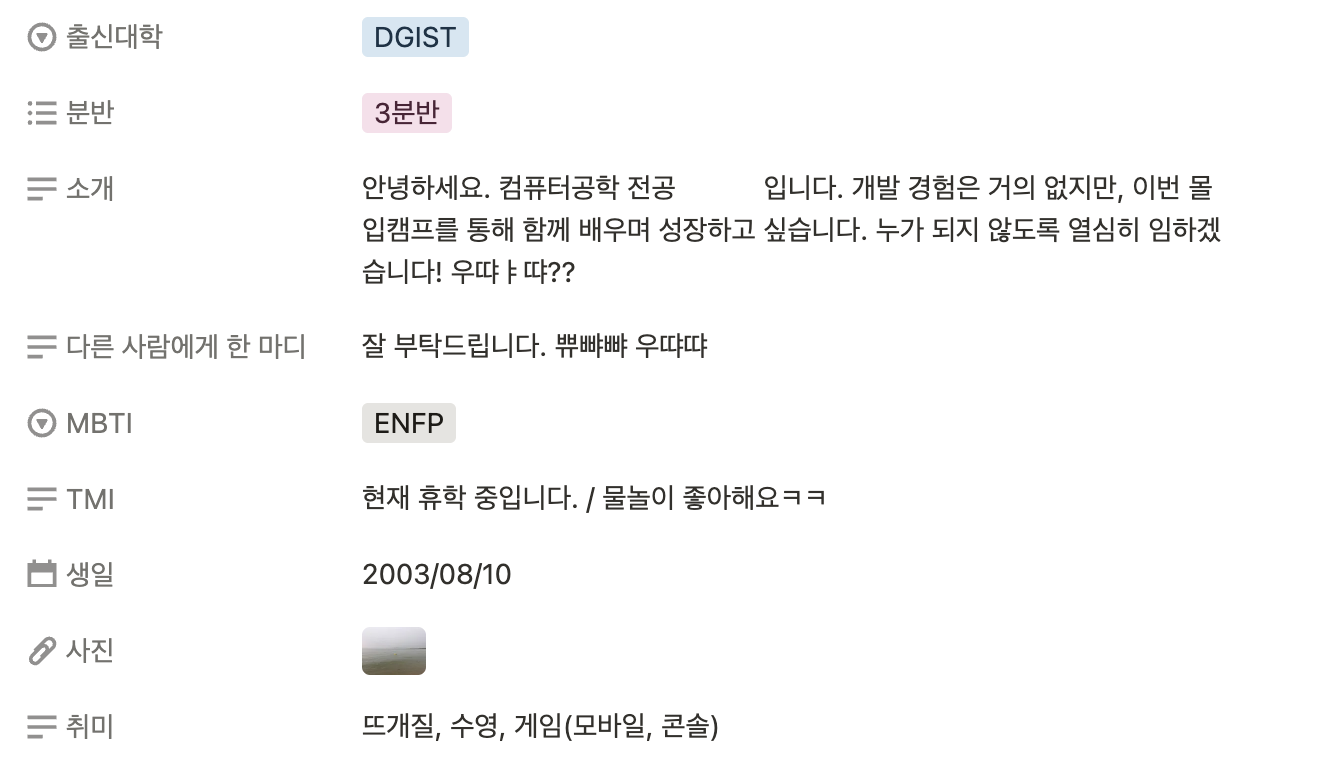 출신대학 DGIST
분반 3분반
소개 안녕하세요. 컴퓨터공학 전공 입니다. 개발 경험은 거의 없지만, 이번 몰
입캠프를 통해 함께 배우며 성장하고 싶습니다. 누가 되지 않도록 열심히 임하겠
습니다! 우땨ㅑ땨??
다른 사람에게 한 마디 잘 부탁드립니다. 쀼뺘뺘 우땨땨
MBTI ENFP
TMI 현재 휴학 중입니다. / 물놀이 좋아해요ㅋㅋ
생일 2003/08/10
사진
취미 뜨개질, 수영, 게임(모바일, 콘솔)